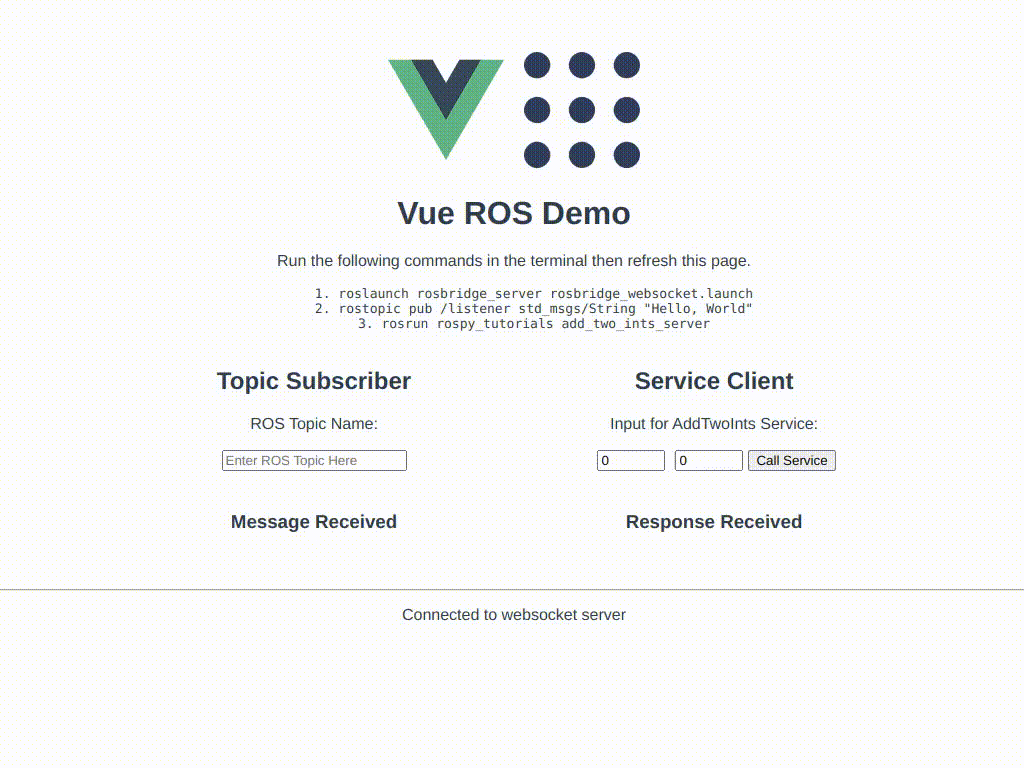 Vue ROS Demo
Run the following commands in the terminal then refresh this page.
1. roslaunch rosbridge_server rosbridge_websocket.launch
2. rostopic pub /listener std_msgs/String "Hello, World"
3. rosrun rospy_tutorials add_two_ints_server
Topic Subscriber
ROS Topic Name:
Enter ROS Topic Here
Message Received
Service Client
Input for AddTwoInts Service:
0 0 Call Service
Response Received
Connected to websocket server